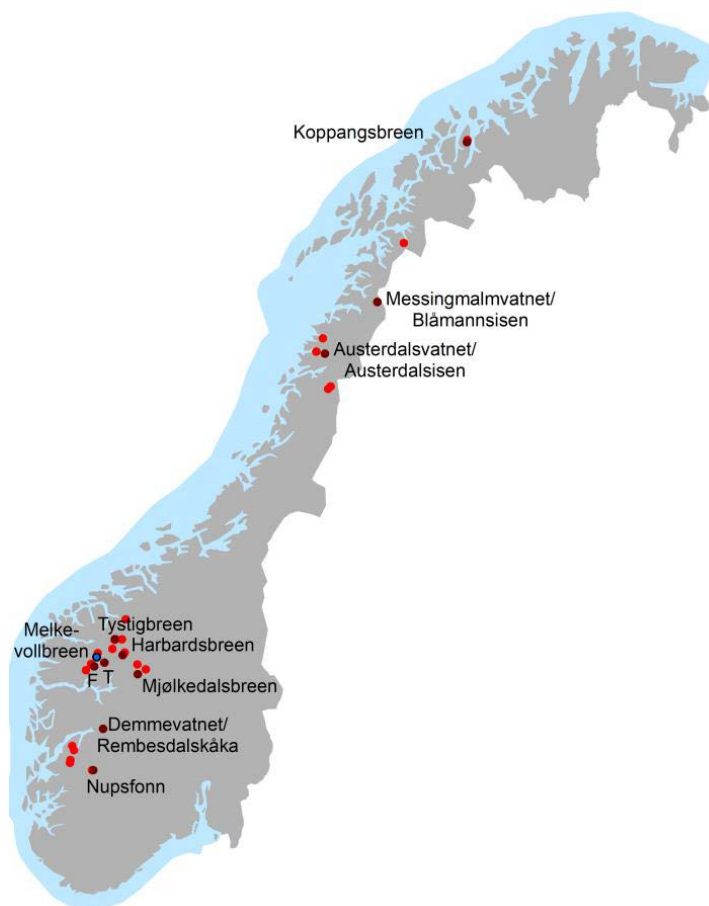 Koppangsbreen
Messingmalmvatnet/
Blåmannsisen
Austerdalsvatnet/
Austerdalsisen
Tystigbreen
Melke-
vollbreen
Harbardsbreen
F
T
Mjølkedalsbreen
Demmevatnet/
Rembesdalskåka
Nupsfonn